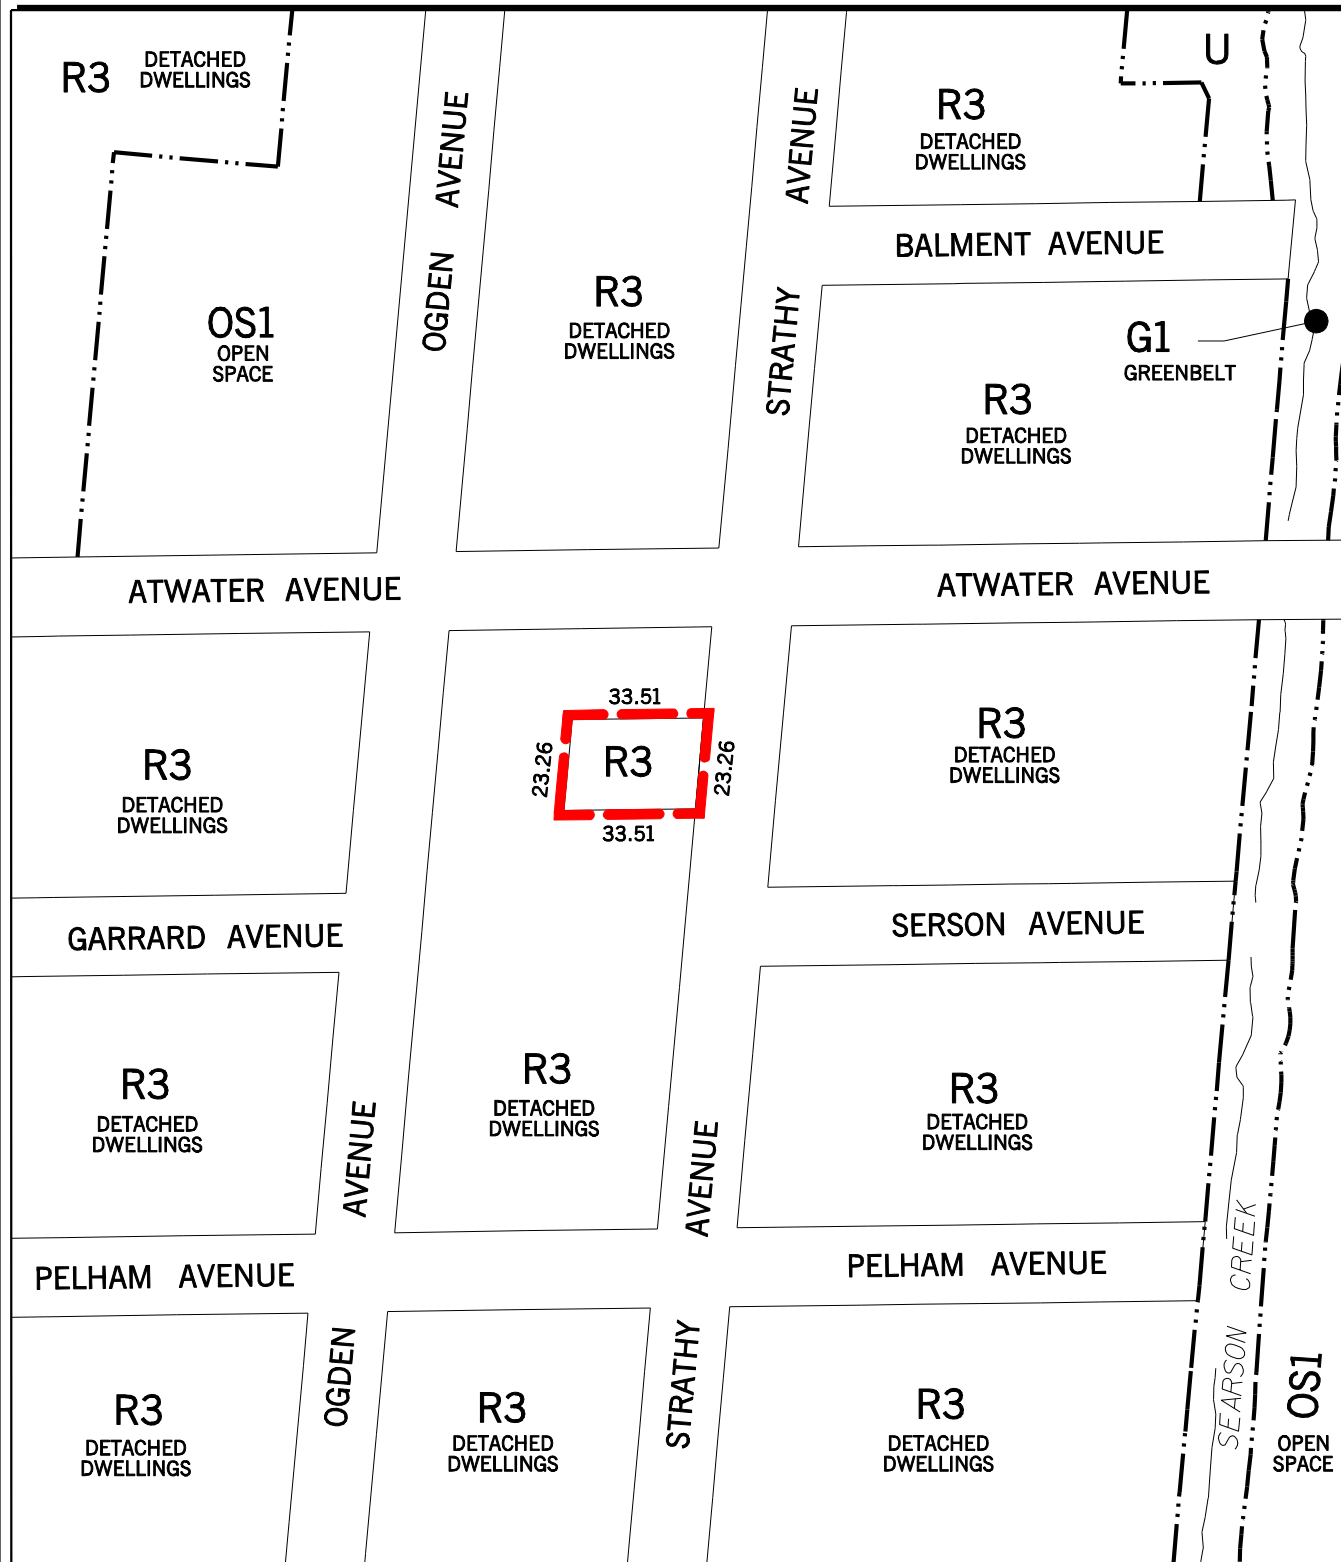 R3
DETACHED
DWELLINGS
U
R3
DETACHED
DWELLINGS
OGDEN AVENUE
STRATHY AVENUE
BALMENT AVENUE
OS1
OPEN
SPACE
R3
DETACHED
DWELLINGS
G1
GREENBELT
R3
DETACHED
DWELLINGS
ATWATER AVENUE
ATWATER AVENUE
33.51
23.26
R3
23.26
33.51
R3
DETACHED
DWELLINGS
R3
DETACHED
DWELLINGS
GARRARD AVENUE
SERSON AVENUE
R3
DETACHED
DWELLINGS
R3
DETACHED
DWELLINGS
R3
DETACHED
DWELLINGS
OGDEN AVENUE
STRATHY AVENUE
PELHAM AVENUE
PELHAM AVENUE
SEARSON CREEK
R3
DETACHED
DWELLINGS
R3
DETACHED
DWELLINGS
R3
DETACHED
DWELLINGS
OS1
OPEN
SPACE